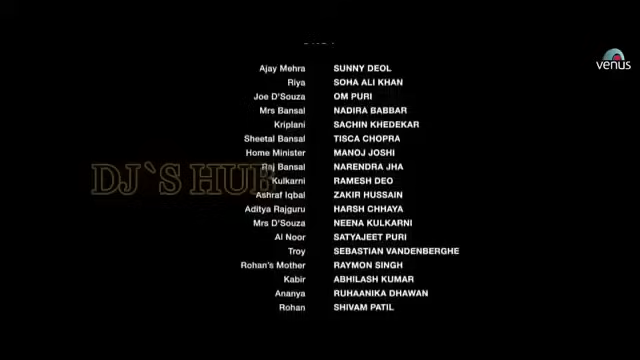 venus
Ajay Mehra SUNNY DEOL
Riya SOHA ALI KHAN
Joe D'Souza OM PURI
Mrs Bansal NADIRA BABBAR
Kriplani SACHIN KHEDEKAR
Sheetal Bansal TISCA CHOPRA
Home Minister MANOJ JOSHI
Raj Bansal NARENDRA JHA
DJ`S HUB
Kulkarni RAMESH DEO
Ashraf Iqbal ZAKIR HUSSAIN
Aditya Rajguru HARSH CHHAYA
Mrs D'Souza NEENA KULKARNI
Al Noor SATYAJEET PURI
Troy SEBASTIAN VANDENBERGHE
Rohan's Mother RAYMON SINGH
Kabir ABHILASH KUMAR
Ananya RUHAANIKA DHAWAN
Rohan SHIVAM PATIL